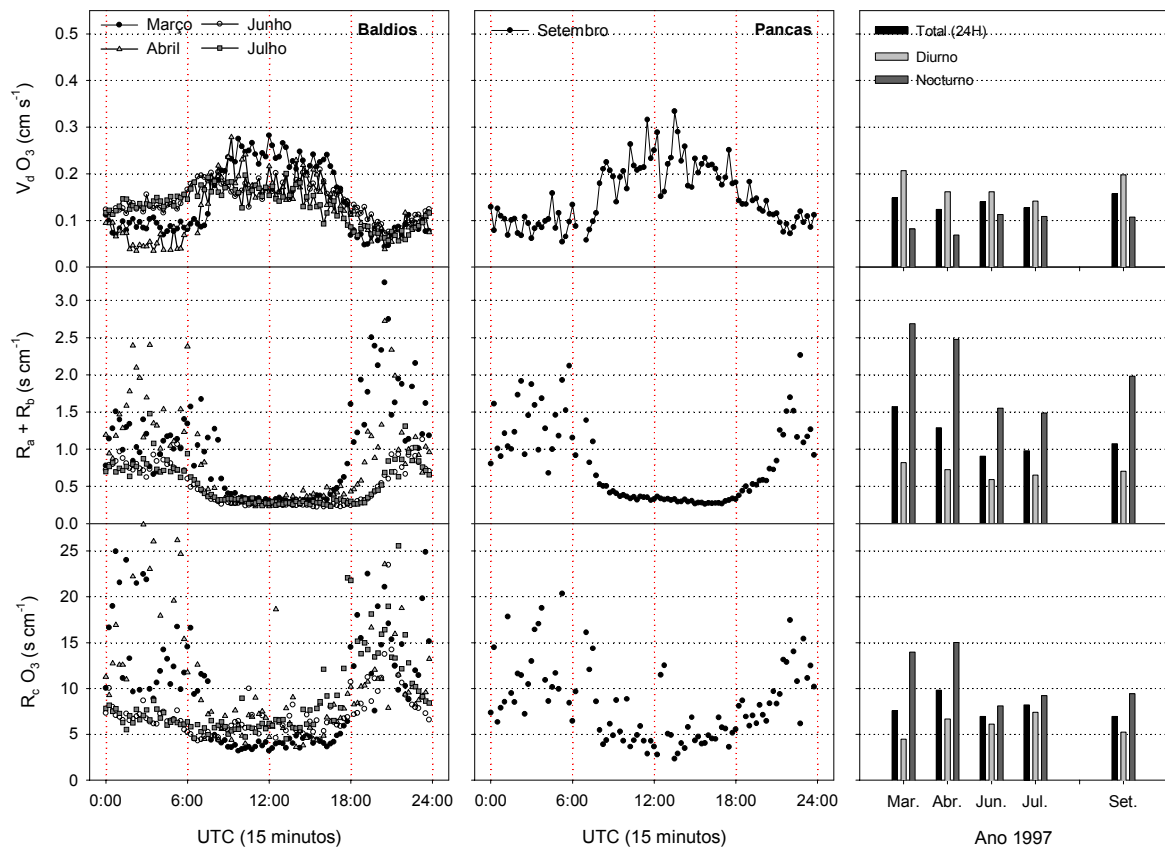 Março
Junho
Baldios
Abril
Julho
Setembro
Pancas
Total (24H)
Diurno
Nocturno
V_d O_3 (cm s^-1)
0.5
0.4
0.3
0.2
0.1
0.0
R_a + R_b (s cm^-1)
3.0
2.5
2.0
1.5
1.0
0.5
0.0
R_c O_3 (s cm^-1)
25
20
15
10
5
0
0:00 6:00 12:00 18:00 24:00
0:00 6:00 12:00 18:00 24:00
Mar. Abr. Jun. Jul. Set.
UTC (15 minutos)
UTC (15 minutos)
Ano 1997